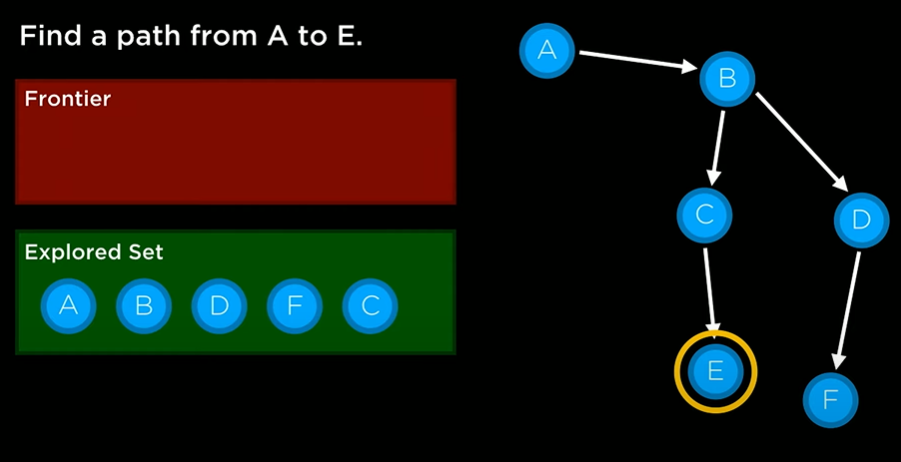 Find a path from A to E.
Frontier
Explored Set
A B D F C
A
B
C
D
E
F